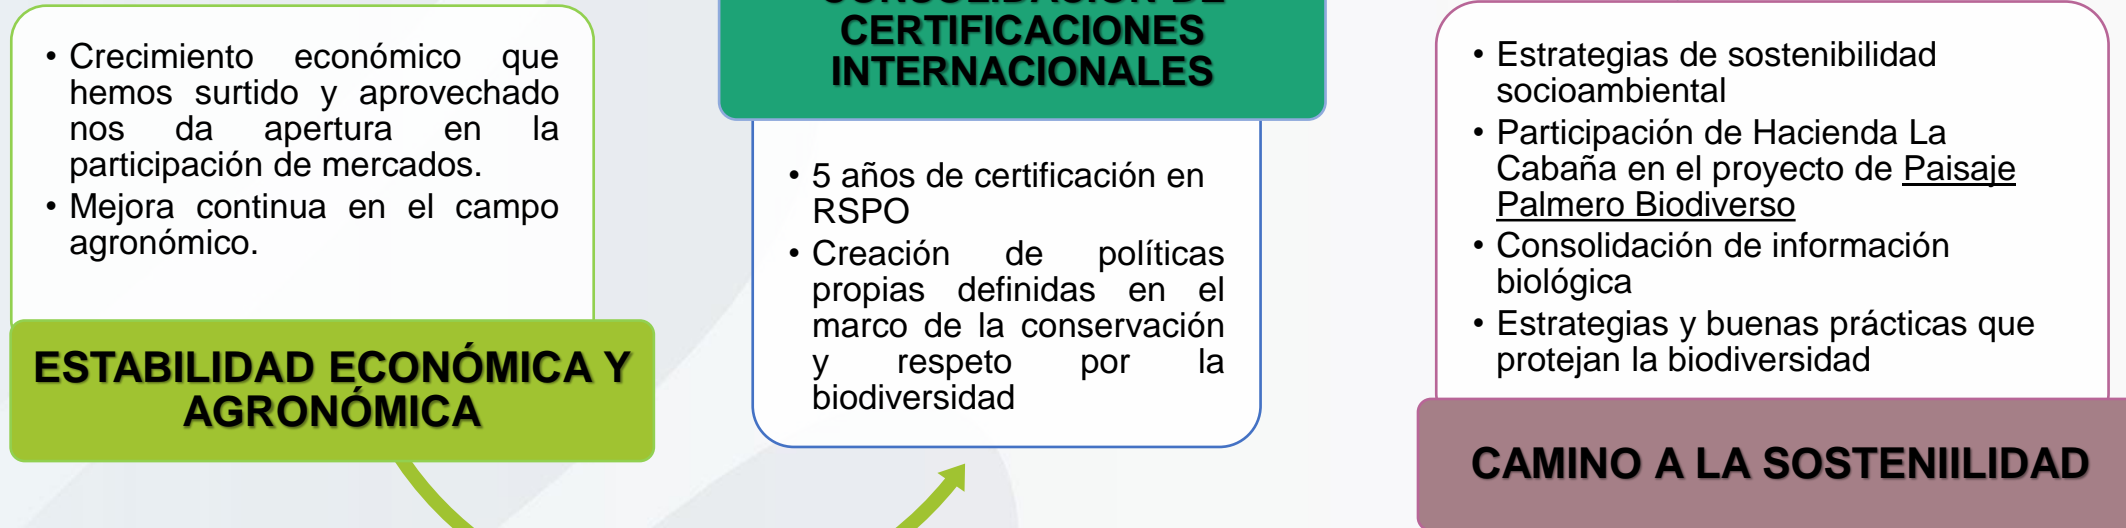 • Crecimiento económico que
hemos surtido y aprovechado
nos da apertura en la
participación de mercados.
• Mejora continua en el campo
agronómico.
ESTABILIDAD ECONÓMICA Y
AGRONÓMICA
CONSOLIDACIÓN DE
CERTIFICACIONES
INTERNACIONALES
• 5 años de certificación en
RSPO
• Creación de políticas
propias definidas en el
marco de la conservación
y respeto por la
biodiversidad
• Estrategias de sostenibilidad
socioambiental
• Participación de Hacienda La
Cabaña en el proyecto de Paisaje
Palmero Biodiverso
• Consolidación de información
biológica
• Estrategias y buenas prácticas que
protejan la biodiversidad
CAMINO A LA SOSTENIILIDAD